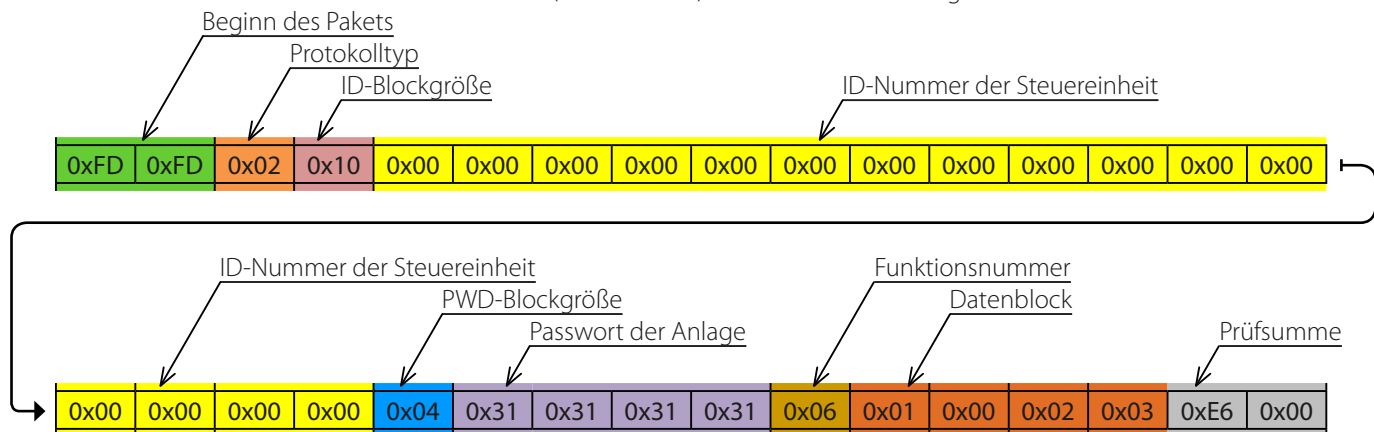 Beginn des Pakets
Protokolltyp
ID-Blockgröße
ID-Nummer der Steuereinheit
0xFD 0xFD 0x02 0x10 0x00 0x00 0x00 0x00 0x00 0x00 0x00 0x00 0x00 0x00 0x00 0x00
ID-Nummer der Steuereinheit
Funktionsnummer
PWD-Blockgröße
Datenblock
Passwort der Anlage
Prüfsumme
0x00 0x00 0x00 0x00 0x04 0x31 0x31 0x31 0x31 0x06 0x01 0x00 0x02 0x03 0xE6 0x00